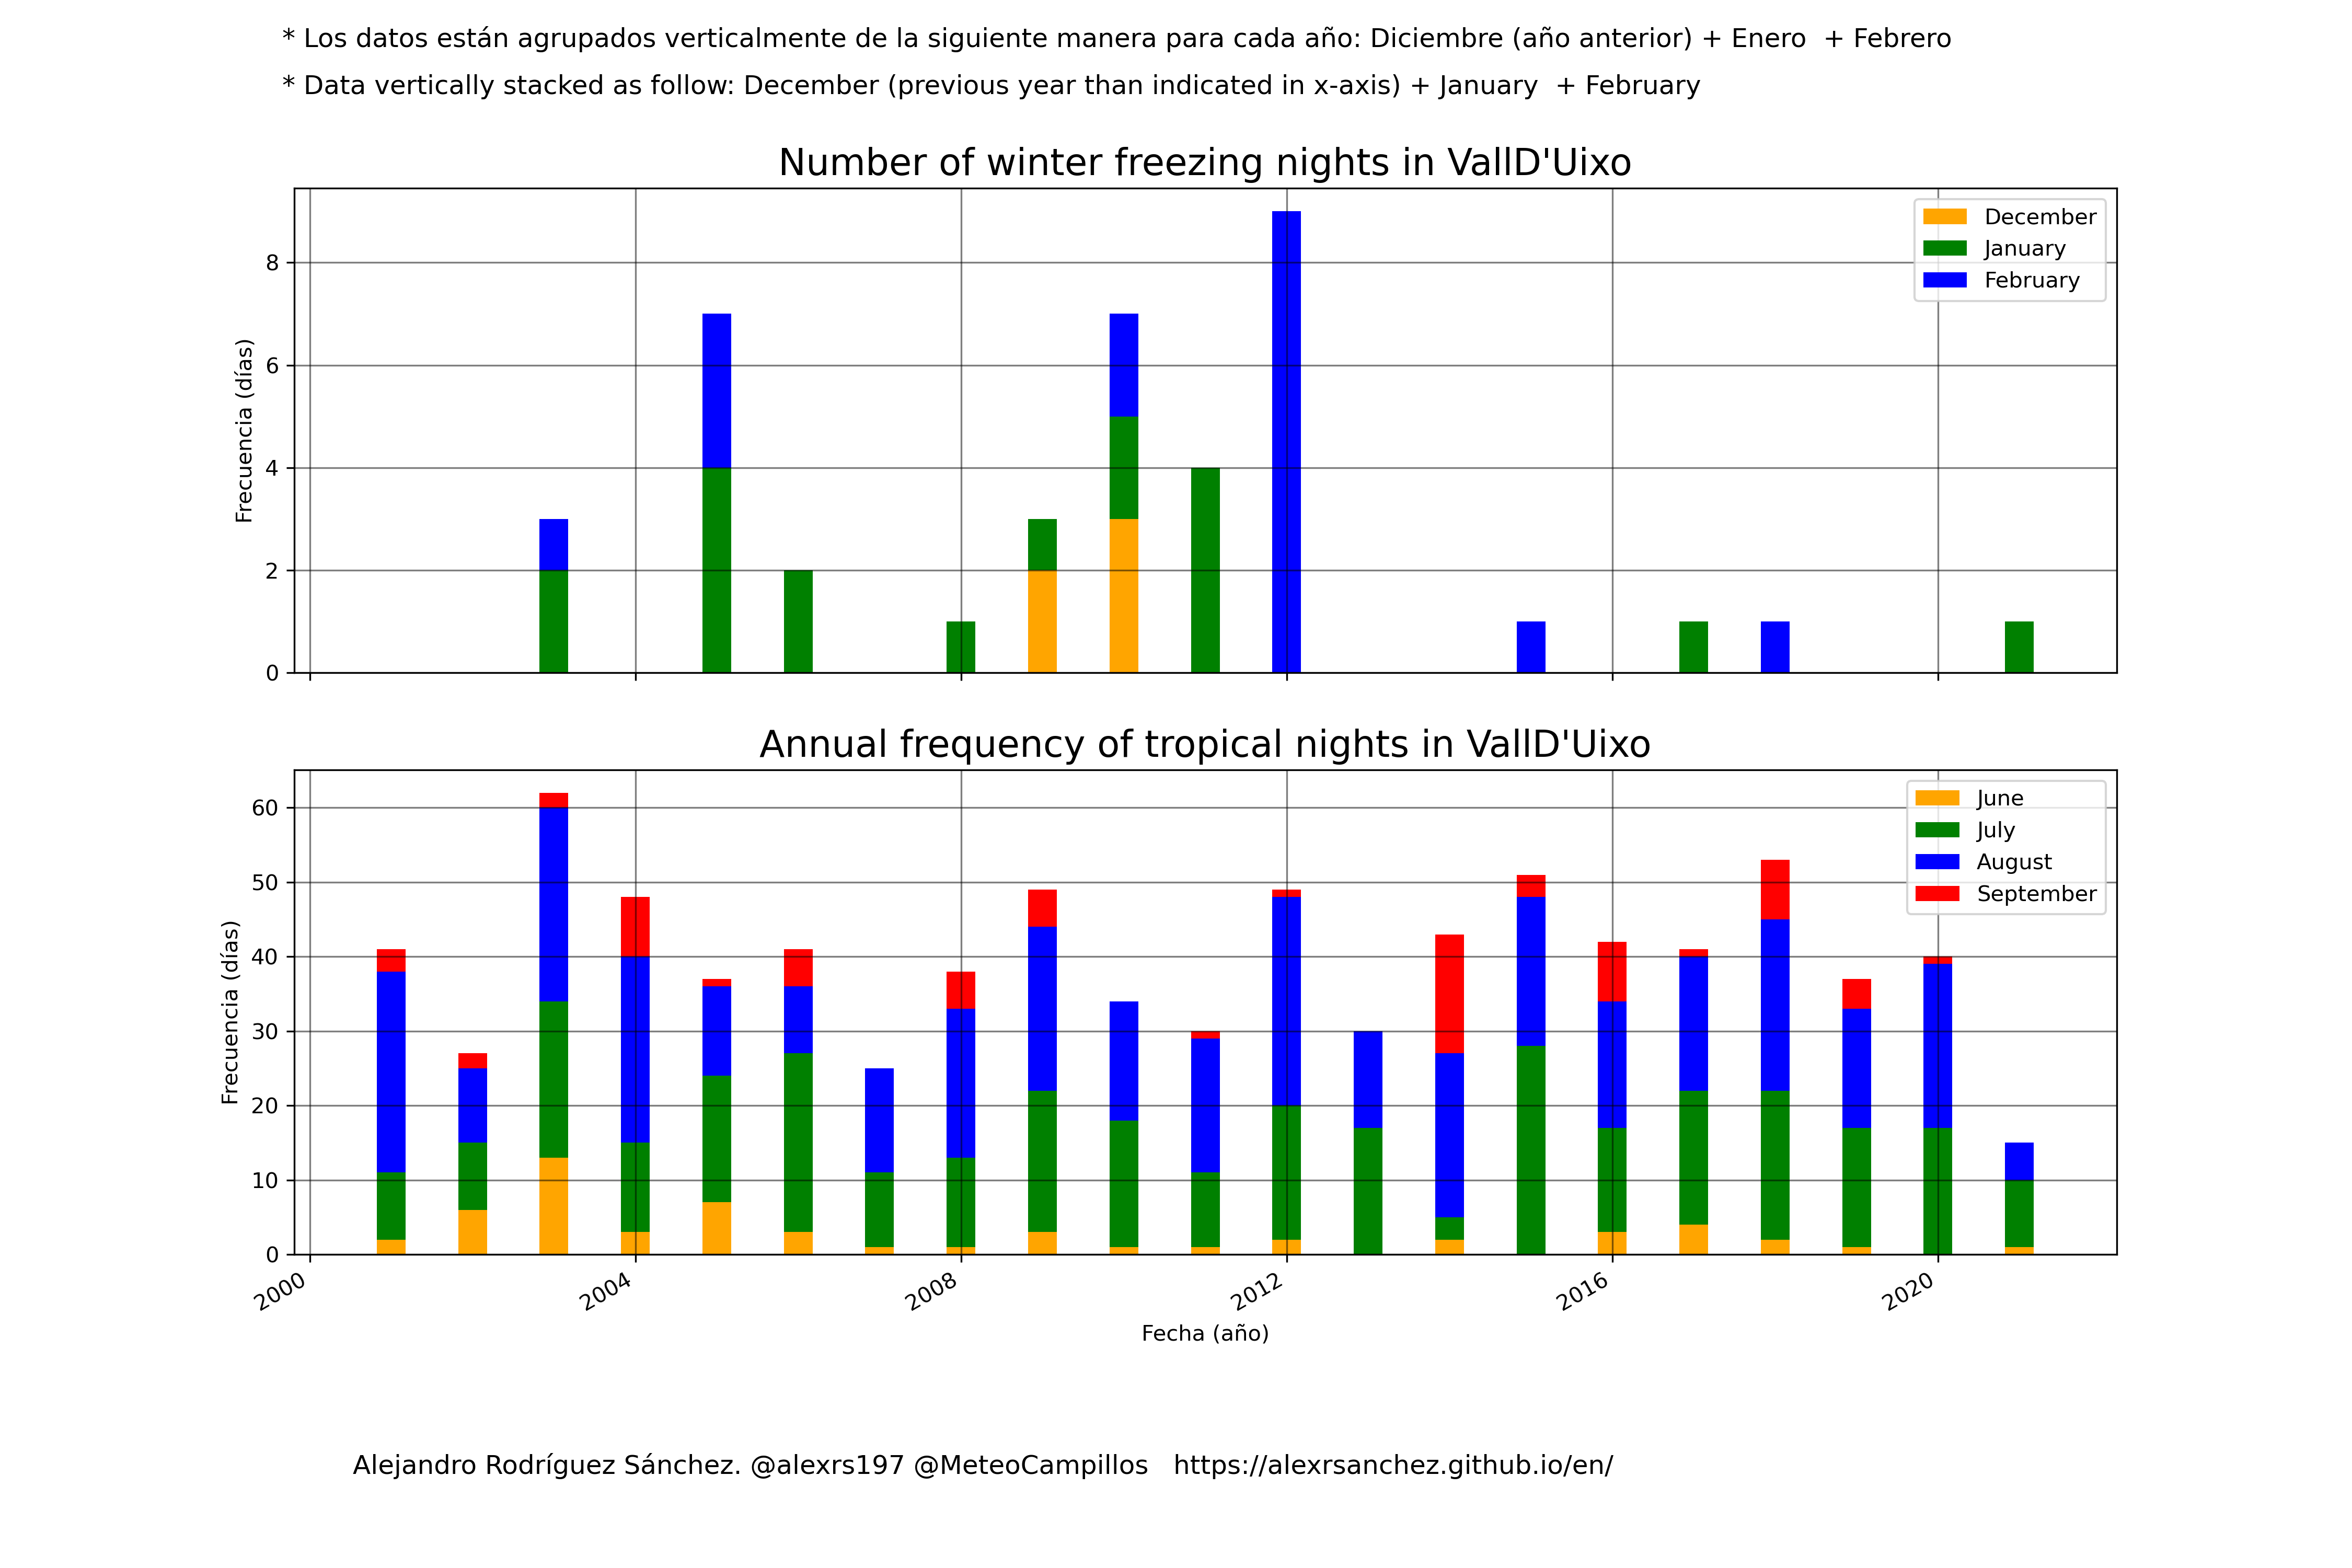 * Los datos están agrupados verticalmente de la siguiente manera para cada año: Diciembre (año anterior) + Enero  + Febrero
* Data vertically stacked as follow: December (previous year than indicated in x-axis) + January  + February
Number of winter freezing nights in VallD'Uixo
December
January
February
Frecuencia (días)
8
6
4
2
0
Annual frequency of tropical nights in VallD'Uixo
June
July
August
September
Frecuencia (días)
60
50
40
30
20
10
0
2000 2004 2008 2012 2016 2020
Fecha (año)
Alejandro Rodríguez Sánchez. @alexrs197 @MeteoCampillos   https://alexrsanchez.github.io/en/